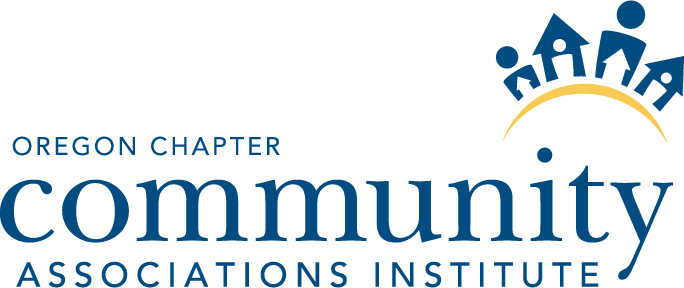 OREGON CHAPTER
community
ASSOCIATIONS INSTITUTE